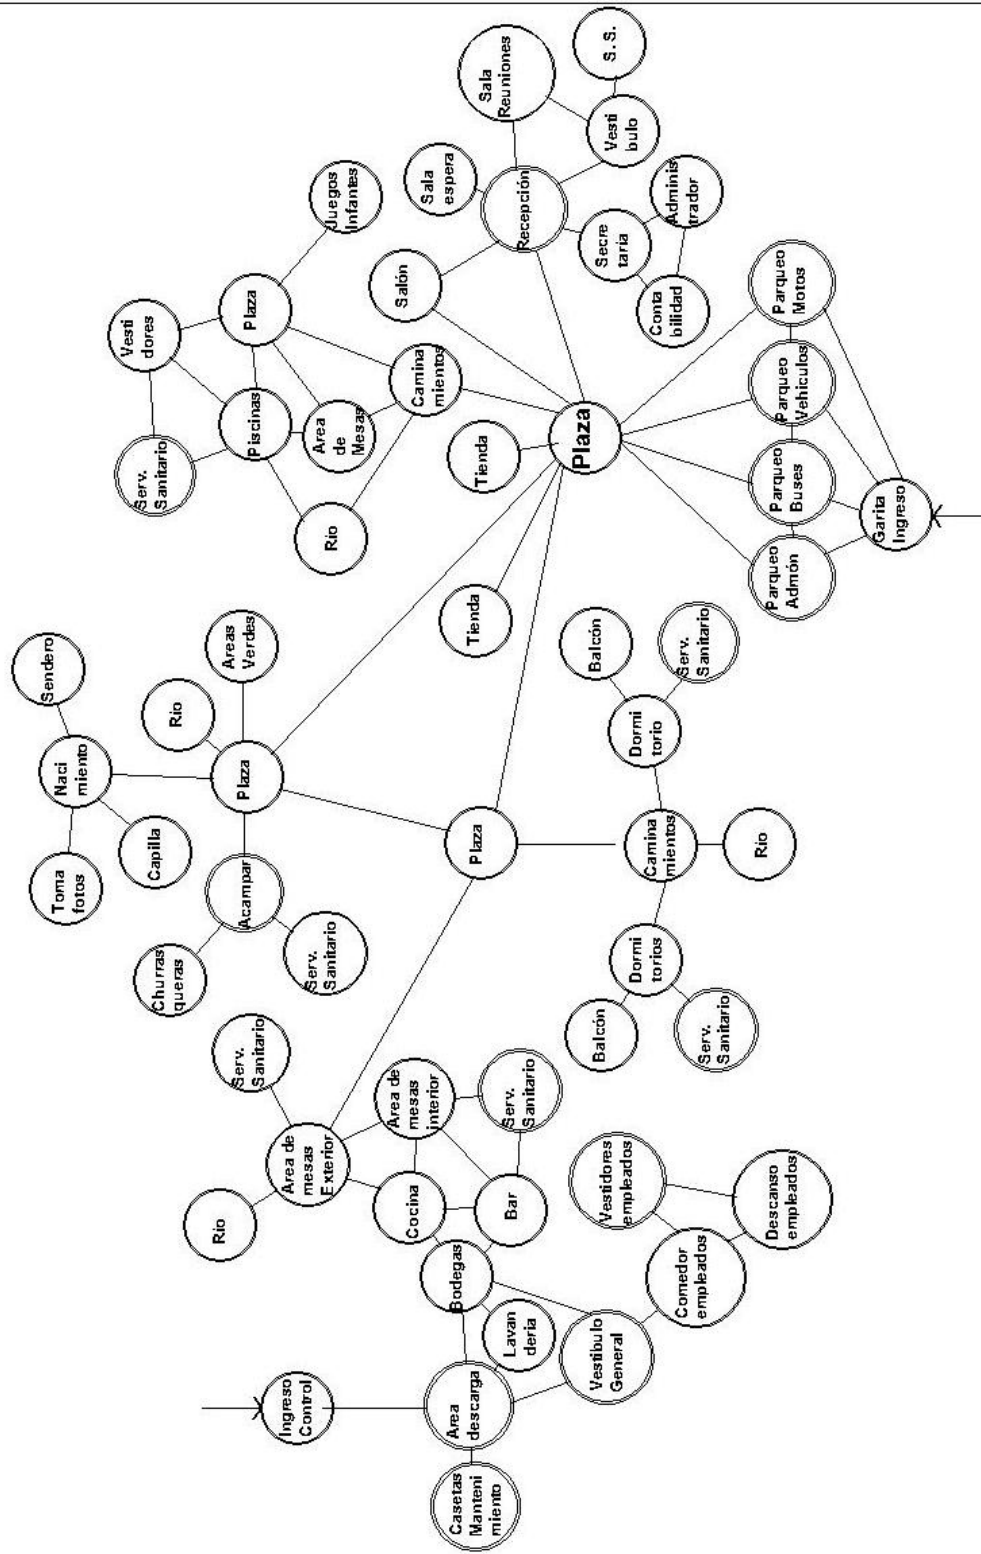 Sendero
Toma
fotos
Naci
miento
Capilla
Churras
queras
Vesti
dores
Serv.
Sanitario
Rio
Rio
Acampar
Serv.
Sanitario
Plaza
Areas
Verdes
Piscinas
Plaza
Ingreso
Control
Area de
mesas
Exterior
Serv.
Sanitario
Rio
Area
de
Mesas
Juegos
Infantes
Cocina
Area de
mesas
interior
Camina
mientos
Salón
Sala
espera
Casetas
Manteni
miento
Area
descarga
Bodegas
Plaza
Tienda
Tienda
Sala
Reuniones
Lavan
deria
Bar
Serv.
Sanitario
Recepción
Vestibulo
General
Balcón
Balcón
Plaza
Secre
taria
Vesti
bulo
S.S.
Vestidores
empleados
Dormi
torios
Camina
mientos
Dormi
torio
Conta
bilidad
Adminis
trador
Comedor
empleados
Serv.
Sanitario
Serv.
Sanitario
Descanso
empleados
Rio
Parqueo
Admón
Parqueo
Buses
Parqueo
Vehiculos
Parqueo
Motos
Garita
Ingreso